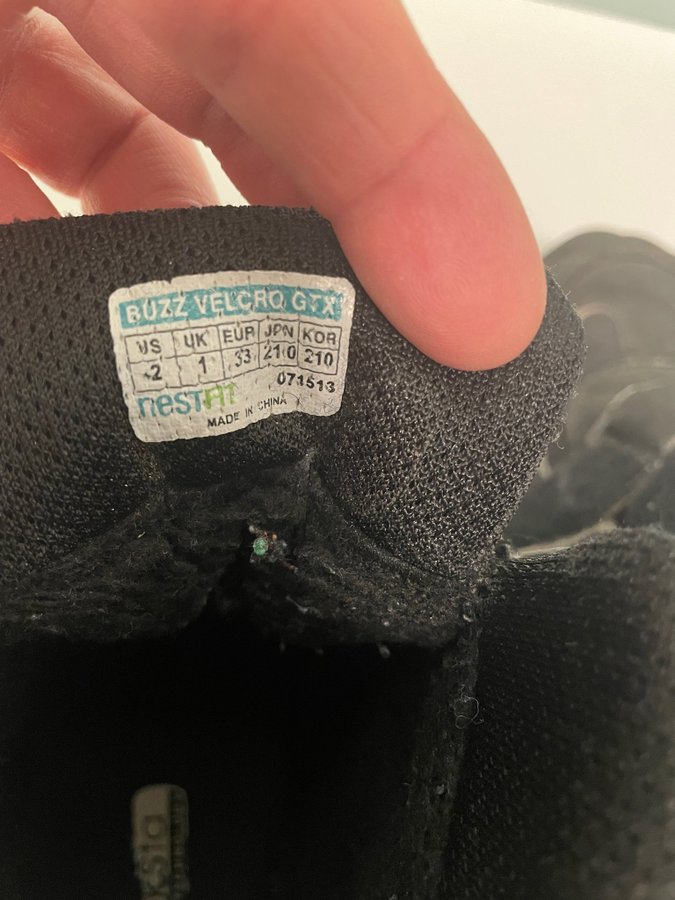 BUZZ VELCRO GTX
US UK EUR JPN KOR
-2 1 33 210 210
071513
nesTFIT
MADE IN CHINA